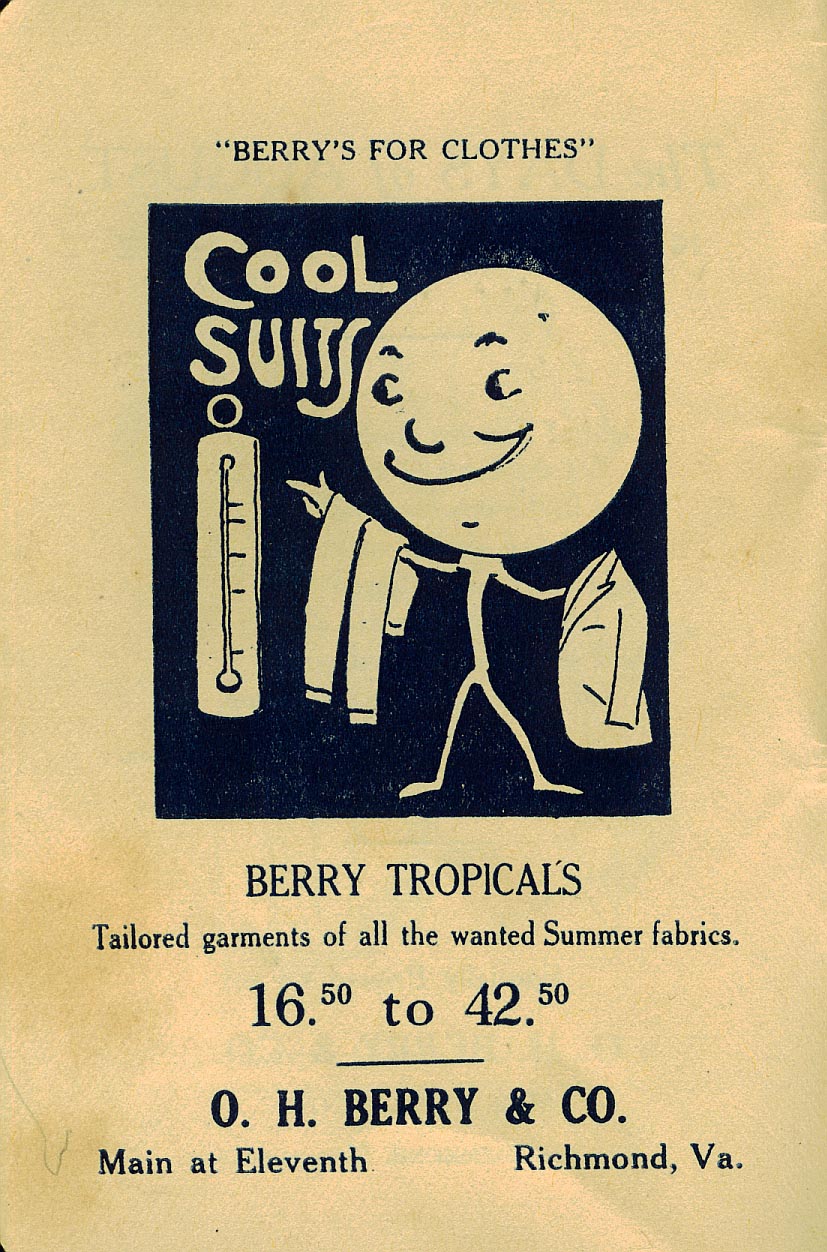 "BERRY'S FOR CLOTHES"
COOL
SUITS
BERRY TROPICALS
Tailored garments of all the wanted Summer fabrics.
16.50 to 42.50
O. H. BERRY & CO.
Main at Eleventh Richmond, Va.